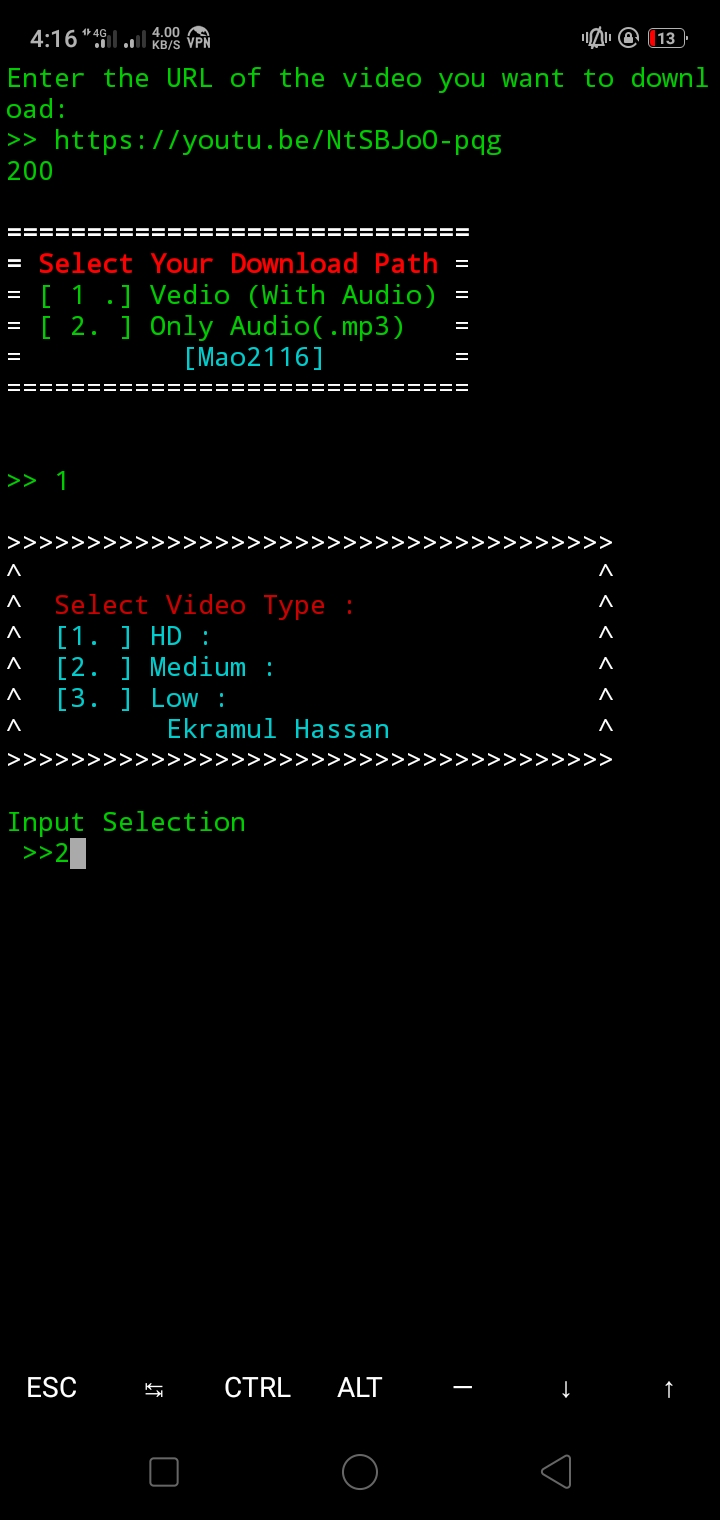 4:16 4G 4.00 KB/S VPN 13
Enter the URL of the video you want to downl
oad:
>> https://youtu.be/NtSBJoO-pqg
200
=============================
= Select Your Download Path =
= [ 1 .] Vedio (With Audio) =
= [ 2. ] Only Audio(.mp3)   =
=          [Mao2116]        =
=============================
>> 1
>>>>>>>>>>>>>>>>>>>>>>>>>>>>>>>>>>>>>>
^                                     ^
^  Select Video Type :                ^
^  [1. ] HD :                         ^
^  [2. ] Medium :                     ^
^  [3. ] Low :                        ^
^         Ekramul Hassan              ^
>>>>>>>>>>>>>>>>>>>>>>>>>>>>>>>>>>>>>>
Input Selection
 >>2
ESC ↹ CTRL ALT — ↓ ↑